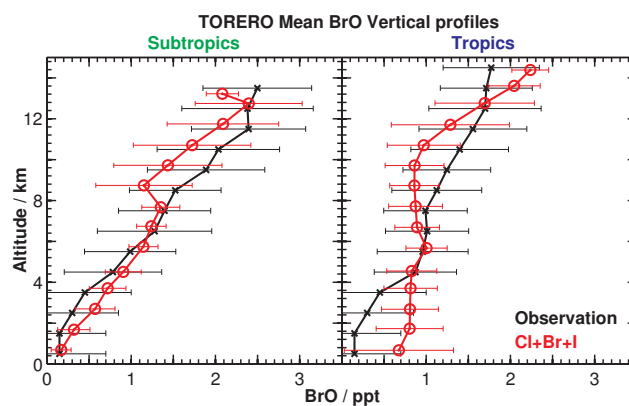 TORERO Mean BrO Vertical profiles
Subtropics Tropics
Altitude / km
12
8
4
0
Observation
Cl+Br+I
0 1 2 3 1 2 3
BrO / ppt